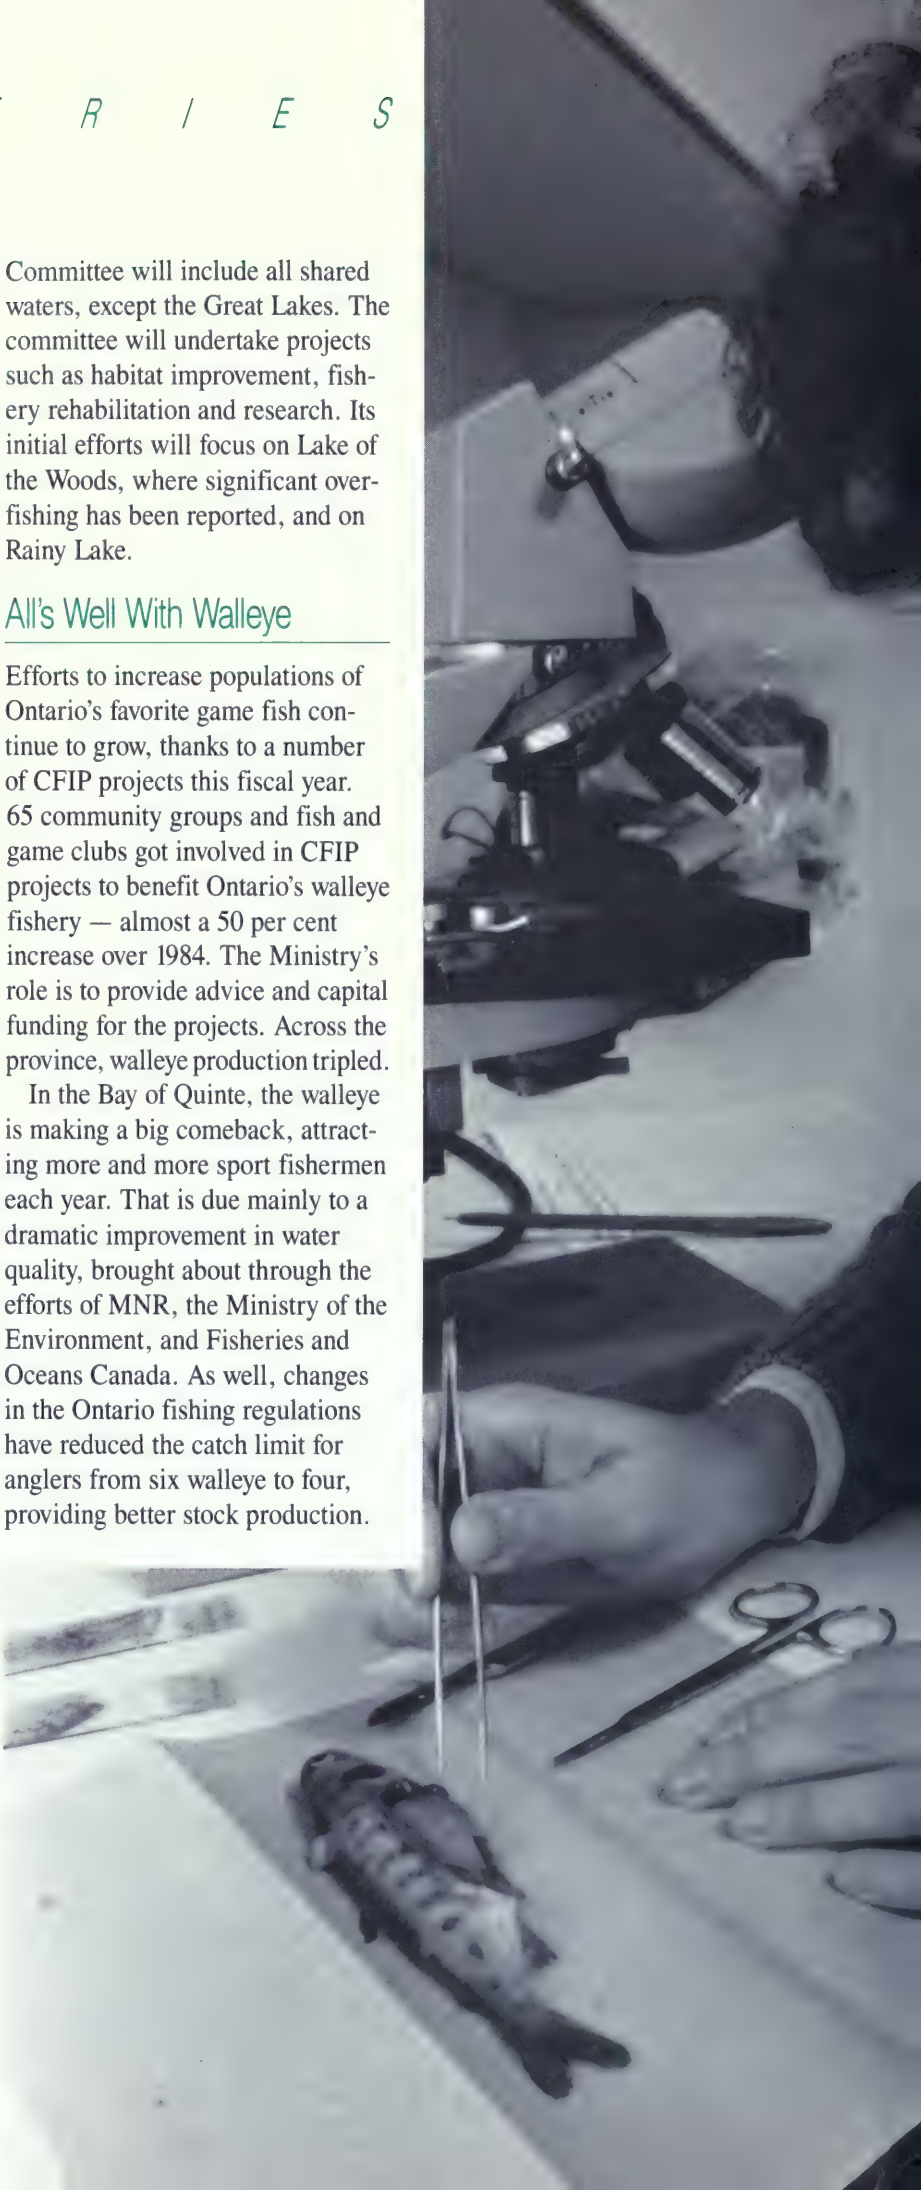 R I E S
Committee will include all shared
waters, except the Great Lakes. The
committee will undertake projects
such as habitat improvement, fish-
ery rehabilitation and research. Its
initial efforts will focus on Lake of
the Woods, where significant over-
fishing has been reported, and on
Rainy Lake.
All's Well With Walleye
Efforts to increase populations of
Ontario's favorite game fish con-
tinue to grow, thanks to a number
of CFIP projects this fiscal year.
65 community groups and fish and
game clubs got involved in CFIP
projects to benefit Ontario's walleye
fishery — almost a 50 per cent
increase over 1984. The Ministry's
role is to provide advice and capital
funding for the projects. Across the
province, walleye production tripled.
In the Bay of Quinte, the walleye
is making a big comeback, attract-
ing more and more sport fishermen
each year. That is due mainly to a
dramatic improvement in water
quality, brought about through the
efforts of MNR, the Ministry of the
Environment, and Fisheries and
Oceans Canada. As well, changes
in the Ontario fishing regulations
have reduced the catch limit for
anglers from six walleye to four,
providing better stock production.